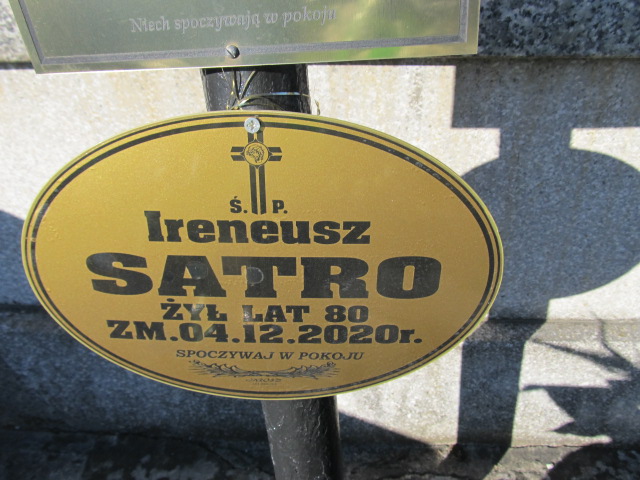 Niech spoczywają w pokoju
Ś. P.
Ireneusz
SATRO
ŻYŁ LAT 80
ZM.04.12.2020r.
SPOCZYWAJ W POKOJU